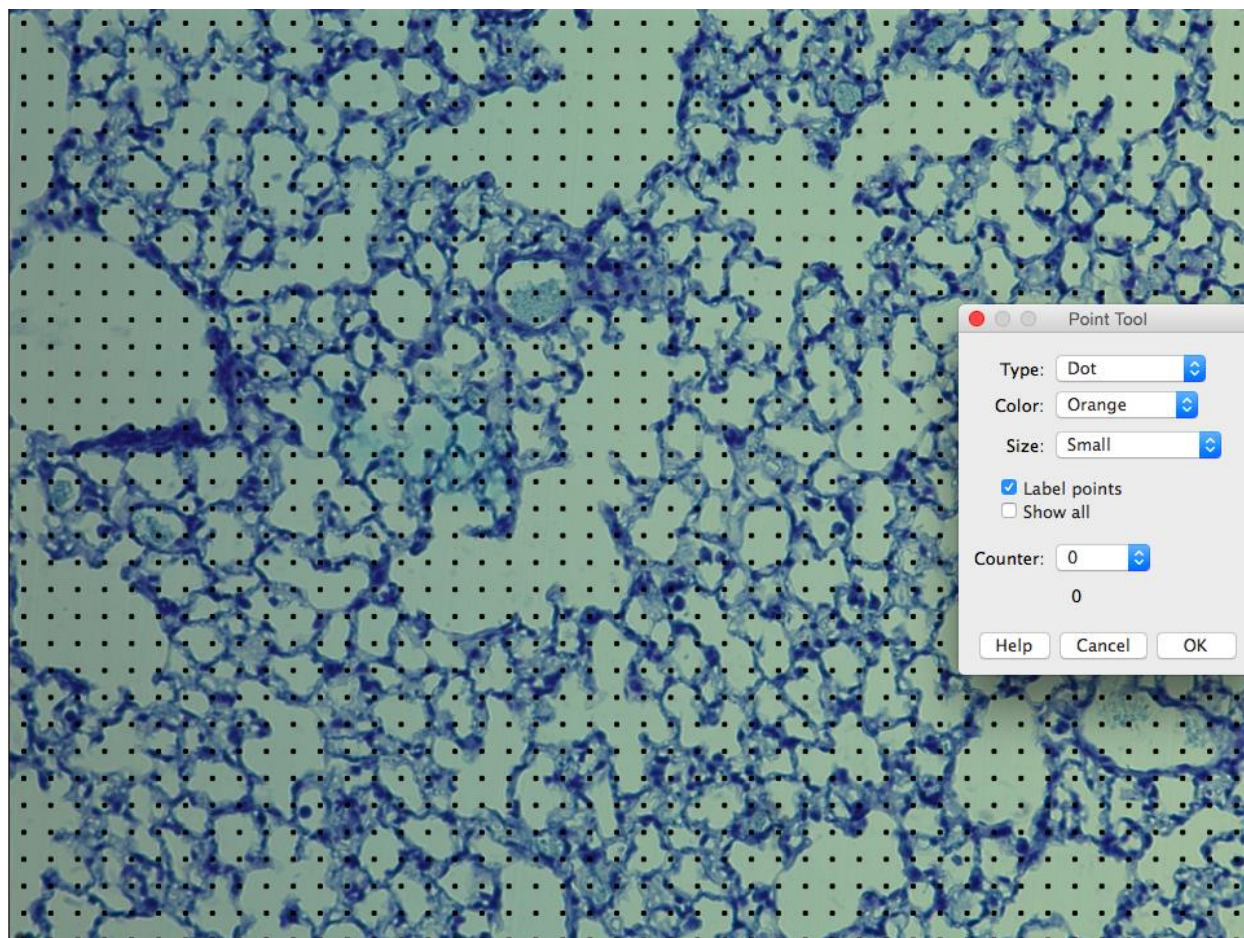 Point Tool
Type: Dot
Color: Orange
Size: Small
Label points
Show all
Counter: 0
0
Help Cancel OK